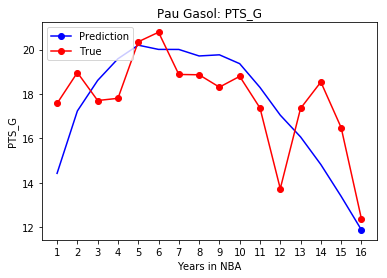 Pau Gasol: PTS_G
Prediction
True
PTS_G
20
18
16
14
12
1 2 3 4 5 6 7 8 9 10 11 12 13 14 15 16
Years in NBA